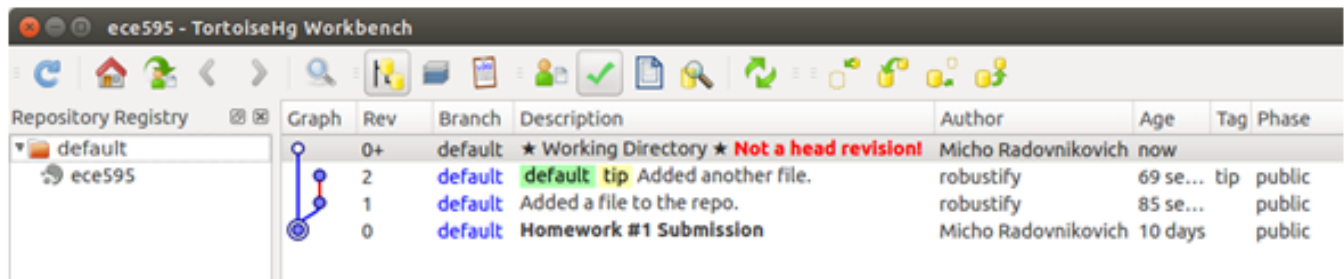 ece595 - TortoiseHg Workbench
Repository Registry
default
ece595
Graph Rev Branch Description Author Age Tag Phase
0+ default ★ Working Directory ★ Not a head revision! Micho Radovnikovich now
2 default default tip Added another file. robustify 69 se... tip public
1 default Added a file to the repo. robustify 85 se... public
0 default Homework #1 Submission Micho Radovnikovich 10 days public